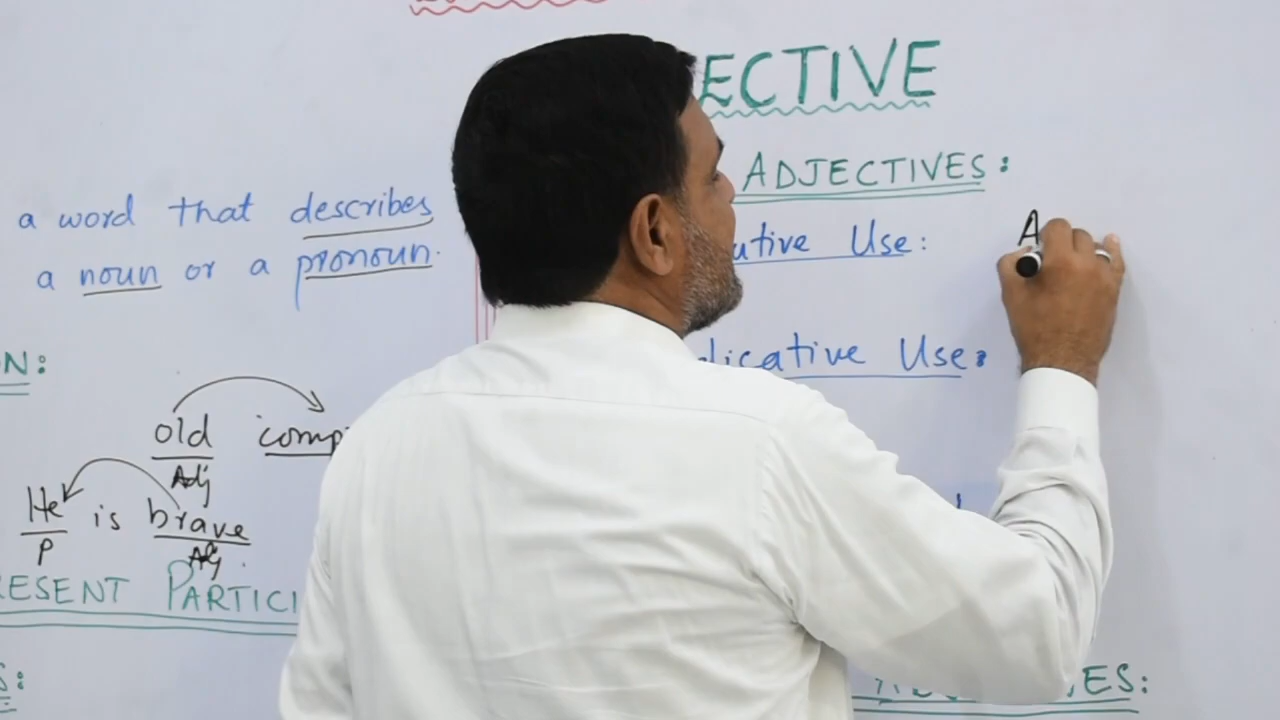 ECTIVE
ADJECTIVES:
a word that describes
a noun or a pronoun.
utive Use:
A
dicative Use:
N:
old comp
Adj
He is brave
P Adj.
RESENT PARTICI
S:
ES: